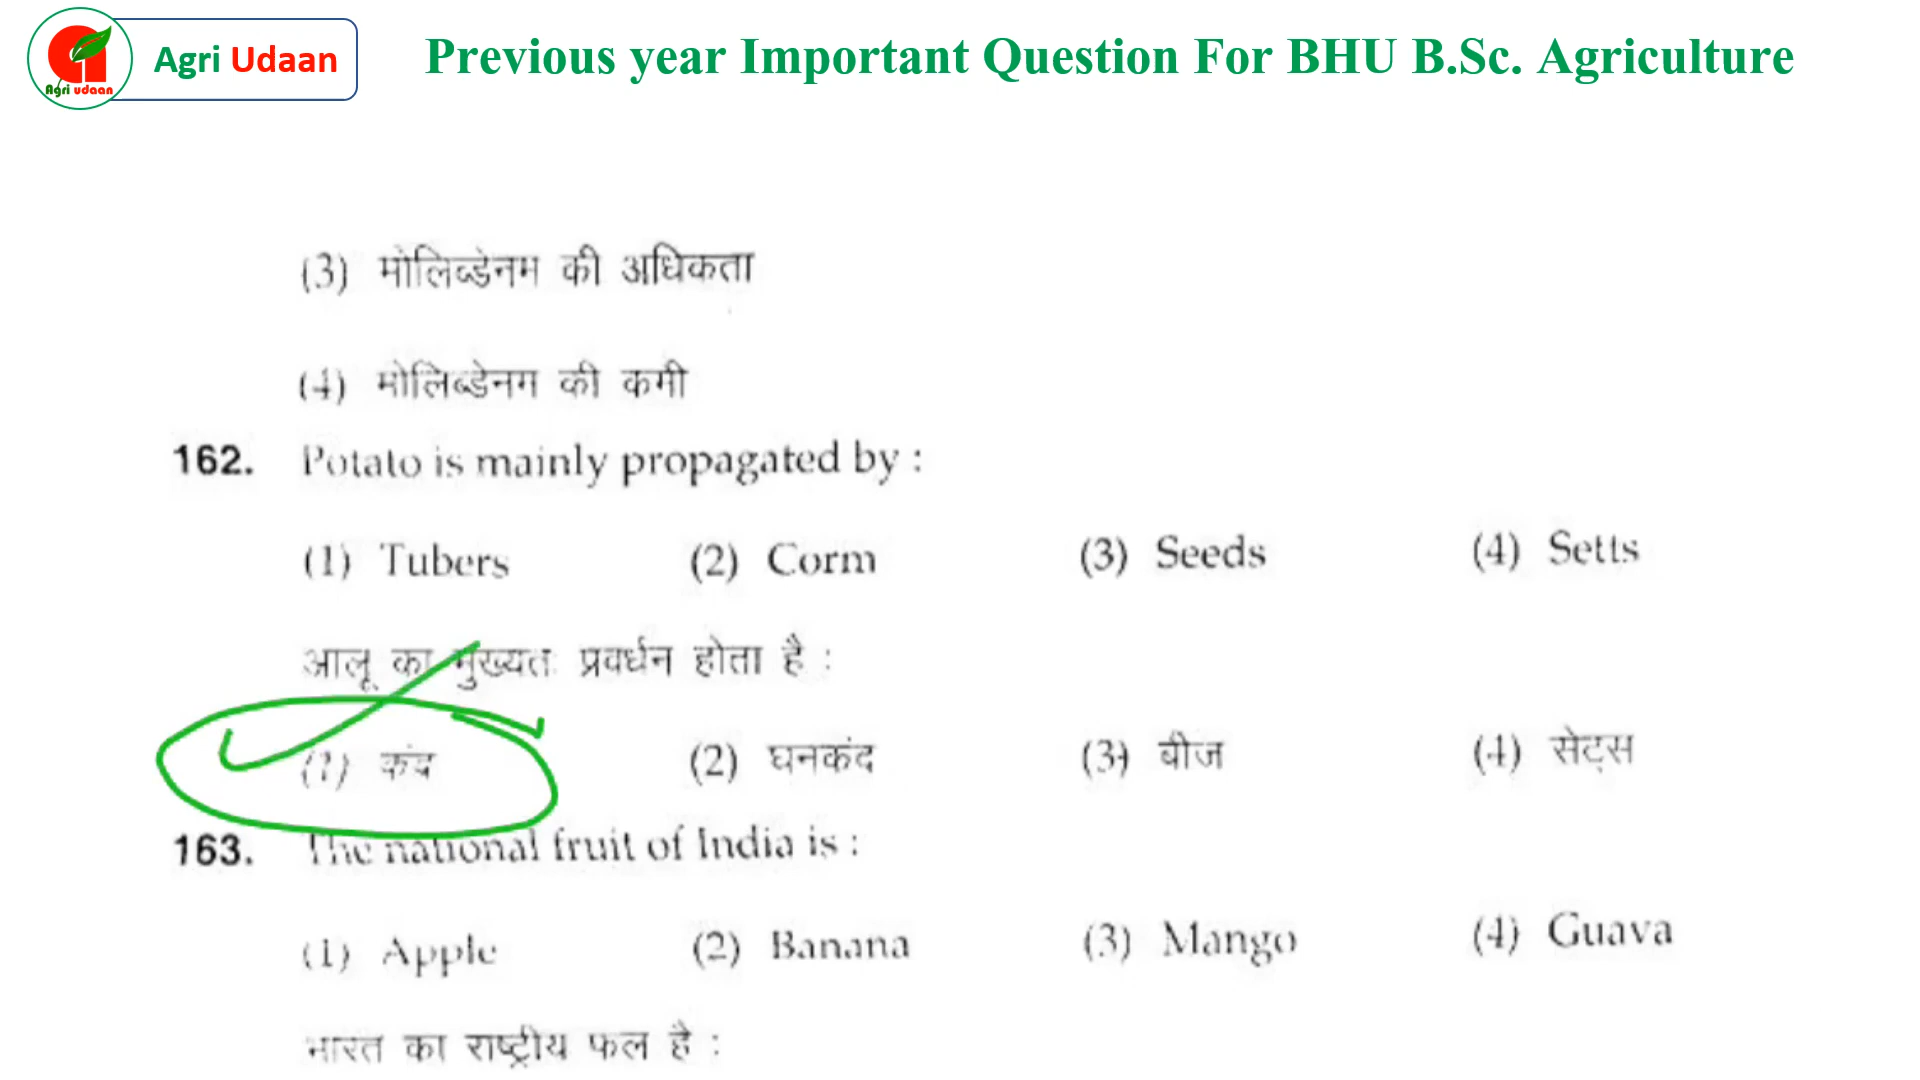 Agri Udaan
Agri udaan
Previous year Important Question For BHU B.Sc. Agriculture
(3) मोलिब्डेनम की अधिकता
(4) मोलिब्डेनम की कमी
162. Potato is mainly propagated by :
(1) Tubers (2) Corm (3) Seeds (4) Setts
आलू का मुख्यतः प्रवर्धन होता है :
(1) कंद (2) घनकंद (3) बीज (4) सेट्स
163. The national fruit of India is :
(1) Apple (2) Banana (3) Mango (4) Guava
भारत का राष्ट्रीय फल है :